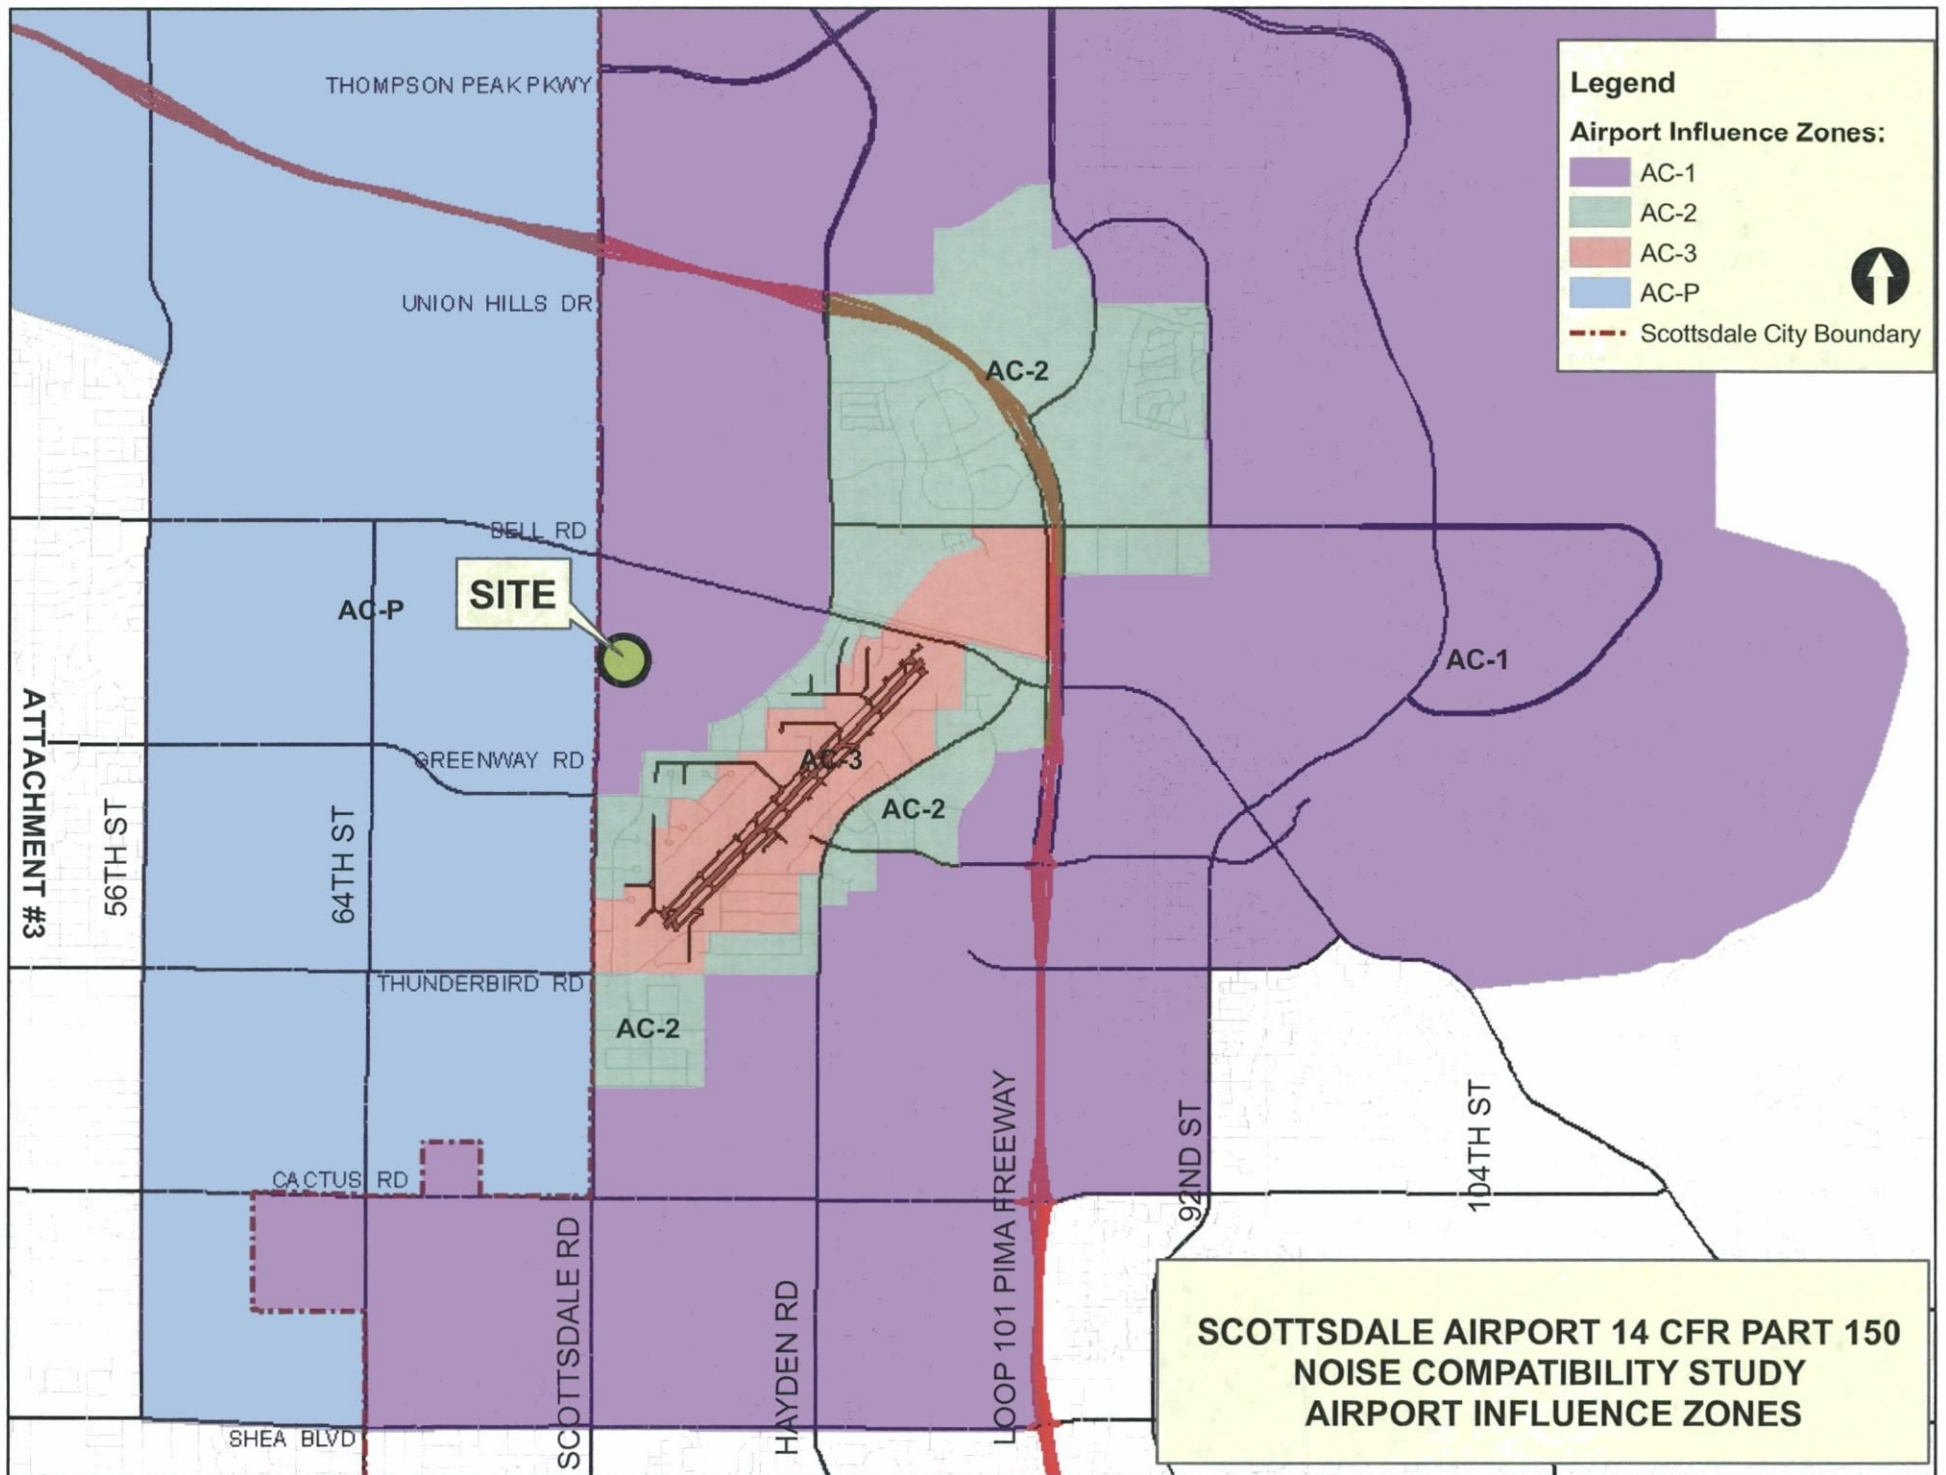 THOMPSON PEAK PKWY
Legend
Airport Influence Zones:
AC-1
AC-2
AC-3
AC-P
Scottsdale City Boundary
UNION HILLS DR
AC-2
BELL RD
SITE
AC-P
AC-1
ATTACHMENT #3
GREENWAY RD
AC-3
AC-2
56TH ST
64TH ST
THUNDERBIRD RD
AC-2
CACTUS RD
SCOTTSDALE RD
HAYDEN RD
LOOP 101 PIMA FREEWAY
92ND ST
104TH ST
SHEA BLVD
SCOTTSDALE AIRPORT 14 CFR PART 150
NOISE COMPATIBILITY STUDY
AIRPORT INFLUENCE ZONES